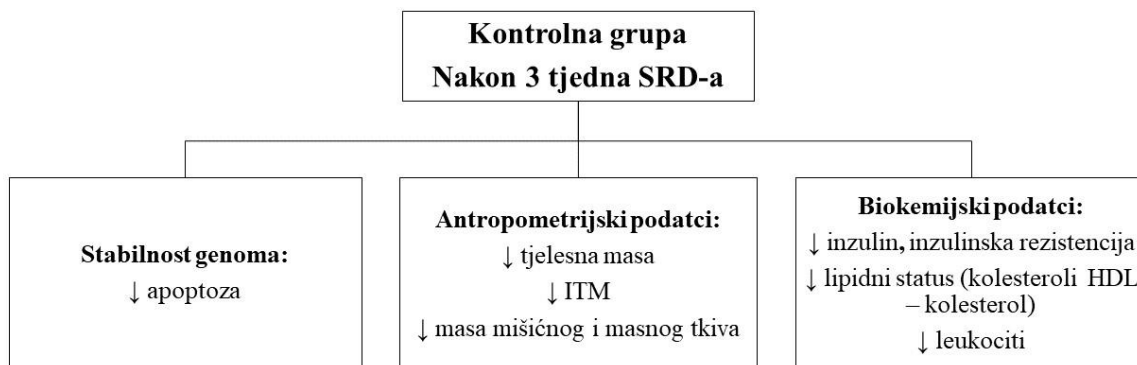 Kontrolna grupa
Nakon 3 tjedna SRD-a
Stabilnost genoma:
↓ apoptoza
Antropometrijski podatci:
↓ tjelesna masa
↓ ITM
↓ masa mišićnog i masnog tkiva
Biokemijski podatci:
↓ inzulin, inzulinska rezistencija
↓ lipidni status (kolesteroli HDL
– kolesterol)
↓ leukociti